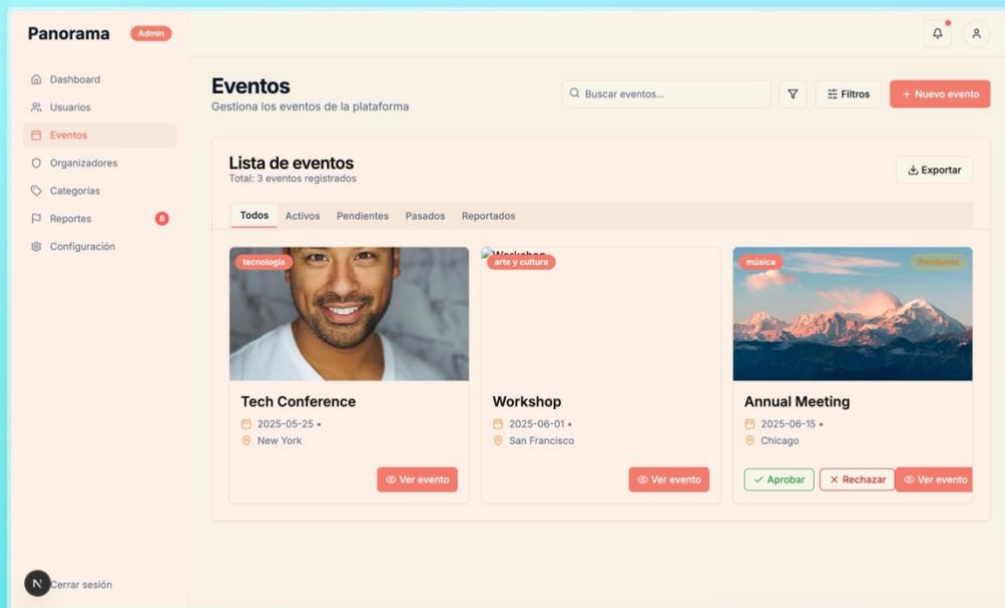 Panorama
Admin
Dashboard
Usuarios
Eventos
Organizadores
Categorías
Reportes
8
Configuración
N
Cerrar sesión
Eventos
Gestiona los eventos de la plataforma
Buscar eventos...
Filtros
+ Nuevo evento
Lista de eventos
Total: 3 eventos registrados
Exportar
Todos Activos Pendientes Pasados Reportados
tecnología
Tech Conference
2025-05-25 •
New York
Ver evento
Workshop
arte y cultura
Workshop
2025-06-01 •
San Francisco
Ver evento
música
Pendiente
Annual Meeting
2025-06-15 •
Chicago
Aprobar
Rechazar
Ver evento